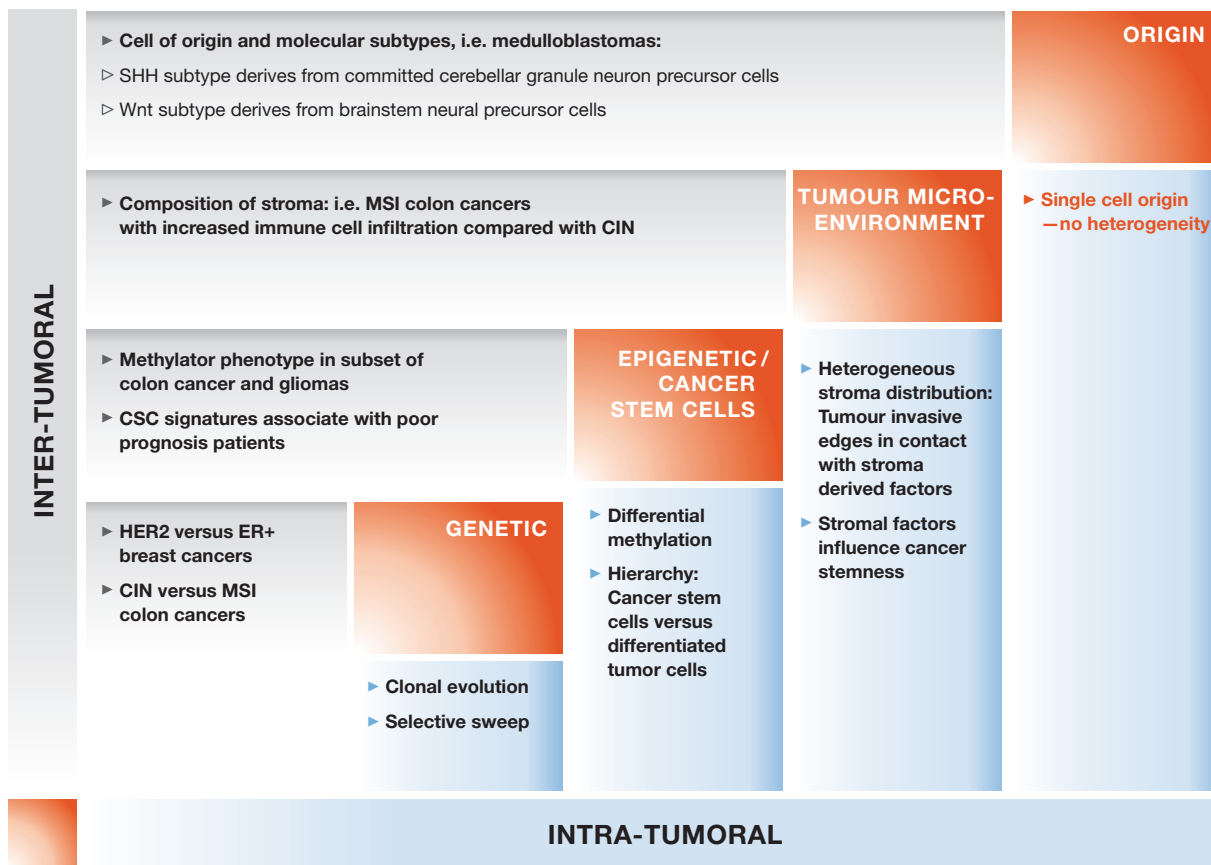 ► Cell of origin and molecular subtypes, i.e. medulloblastomas:
▷ SHH subtype derives from committed cerebellar granule neuron precursor cells
▷ Wnt subtype derives from brainstem neural precursor cells
ORIGIN
► Composition of stroma: i.e. MSI colon cancers
with increased immune cell infiltration compared with CIN
TUMOUR MICRO-
ENVIRONMENT
► Single cell origin
—no heterogeneity
INTER-TUMORAL
► Methylator phenotype in subset of
colon cancer and gliomas
► CSC signatures associate with poor
prognosis patients
EPIGENETIC /
CANCER
STEM CELLS
► Heterogeneous
stroma distribution:
Tumour invasive
edges in contact
with stroma
derived factors
► Stromal factors
influence cancer
stemness
► HER2 versus ER+
breast cancers
► CIN versus MSI
colon cancers
GENETIC
► Differential
methylation
► Hierarchy:
Cancer stem
cells versus
differentiated
tumor cells
► Clonal evolution
► Selective sweep
INTRA-TUMORAL